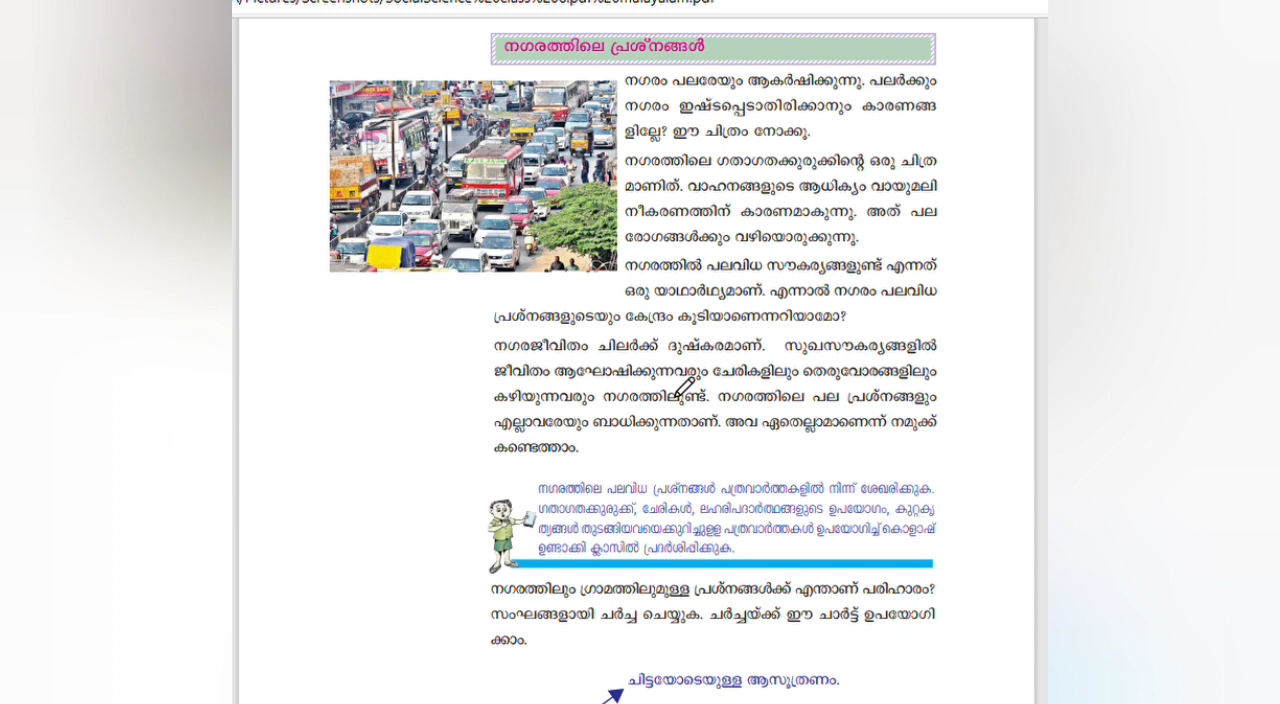 നഗരത്തിലെ പ്രശ്നങ്ങൾ
നഗരം പലരേയും ആകർഷിക്കുന്നു. പലർക്കും
നഗരം ഇഷ്ടപ്പെടാതിരിക്കാനും കാരണങ്ങ
ളില്ലേ? ഈ ചിത്രം നോക്കൂ.
നഗരത്തിലെ ഗതാഗതക്കുരുക്കിന്റെ ഒരു ചിത്ര
മാണിത്. വാഹനങ്ങളുടെ ആധിക്യം വായുമലി
നീകരണത്തിന് കാരണമാകുന്നു. അത് പല
രോഗങ്ങൾക്കും വഴിയൊരുക്കുന്നു.
നഗരത്തിൽ പലവിധ സൗകര്യങ്ങളുണ്ട് എന്നത്
ഒരു യാഥാർഥ്യമാണ്. എന്നാൽ നഗരം പലവിധ
പ്രശ്നങ്ങളുടെയും കേന്ദ്രം കൂടിയാണെന്നറിയാമോ?
നഗരജീവിതം ചിലർക്ക് ദുഷ്കരമാണ്. സുഖസൗകര്യങ്ങളിൽ
ജീവിതം ആഘോഷിക്കുന്നവരും ചേരികളിലും തെരുവോരങ്ങളിലും
കഴിയുന്നവരും നഗരത്തിലുണ്ട്. നഗരത്തിലെ പല പ്രശ്നങ്ങളും
എല്ലാവരേയും ബാധിക്കുന്നതാണ്. അവ ഏതെല്ലാമാണെന്ന് നമുക്ക്
കണ്ടെത്താം.
നഗരത്തിലെ പലവിധ പ്രശ്നങ്ങൾ പത്രവാർത്തകളിൽ നിന്ന് ശേഖരിക്കുക.
ഗതാഗതക്കുരുക്ക്, ചേരികൾ, ലഹരിപദാർത്ഥങ്ങളുടെ ഉപയോഗം, കുറ്റകൃ
ത്യങ്ങൾ തുടങ്ങിയവയെക്കുറിച്ചുള്ള പത്രവാർത്തകൾ ഉപയോഗിച്ച് കൊളാഷ്
ഉണ്ടാക്കി ക്ലാസിൽ പ്രദർശിപ്പിക്കുക.
നഗരത്തിലും ഗ്രാമത്തിലുമുള്ള പ്രശ്നങ്ങൾക്ക് എന്താണ് പരിഹാരം?
സംഘങ്ങളായി ചർച്ച ചെയ്യുക. ചർച്ചയ്ക്ക് ഈ ചാർട്ട് ഉപയോഗി
ക്കാം.
ചിട്ടയോടെയുള്ള ആസൂത്രണം.